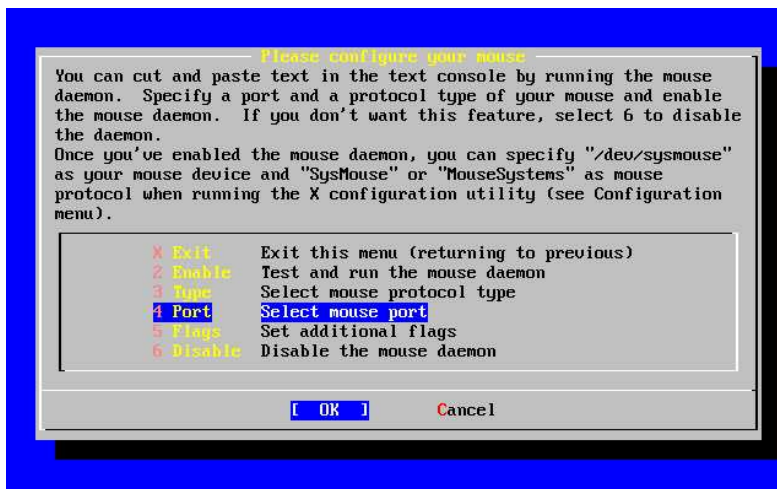 Please configure your mouse
You can cut and paste text in the text console by running the mouse
daemon.  Specify a port and a protocol type of your mouse and enable
the mouse daemon.  If you don't want this feature, select 6 to disable
the daemon.
Once you've enabled the mouse daemon, you can specify "/dev/sysmouse"
as your mouse device and "SysMouse" or "MouseSystems" as mouse
protocol when running the X configuration utility (see Configuration
menu).
X Exit Exit this menu (returning to previous)
2 Enable Test and run the mouse daemon
3 Type Select mouse protocol type
4 Port Select mouse port
5 Flags Set additional flags
6 Disable Disable the mouse daemon
[ OK ] Cancel